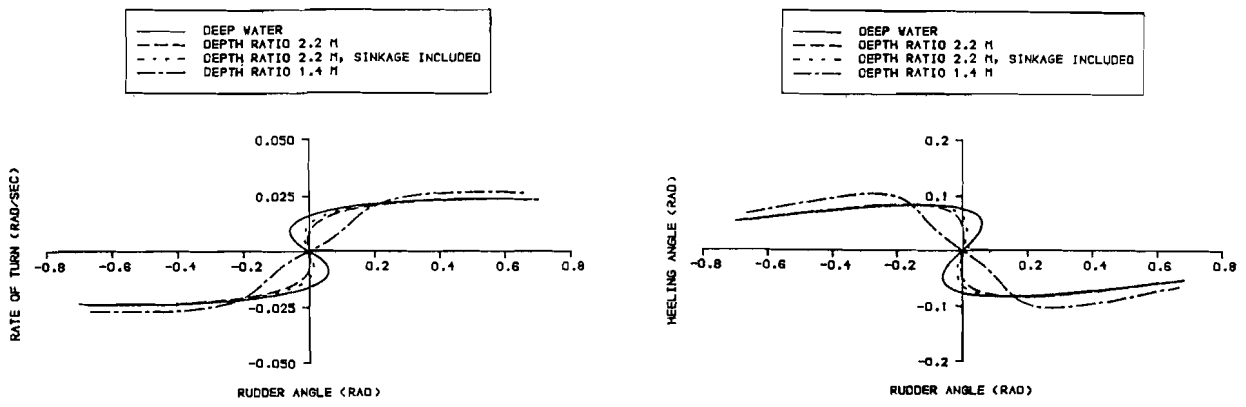 DEEP WATER
DEPTH RATIO 2.2 M
DEPTH RATIO 2.2 M, SINKAGE INCLUDED
DEPTH RATIO 1.4 M
RATE OF TURN (RAD/SEC)
0.050
0.025
-0.8 -0.6 -0.4 -0.2 0.2 0.4 0.6 0.8
-0.025
-0.050
RUDDER ANGLE (RAD)
DEEP WATER
DEPTH RATIO 2.2 M
DEPTH RATIO 2.2 M, SINKAGE INCLUDED
DEPTH RATIO 1.4 M
HEELING ANGLE (RAD)
0.2
0.1
-0.8 -0.6 -0.4 -0.2 0.2 0.4 0.6 0.8
-0.1
-0.2
RUDDER ANGLE (RAD)